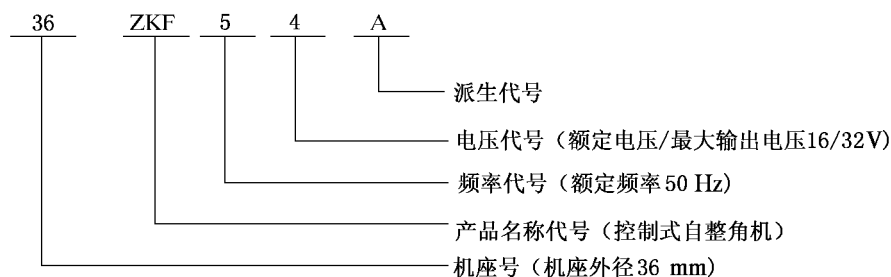 36 ZKF 5 4 A
派生代号
电压代号（额定电压/最大输出电压16/32V）
频率代号（额定频率50 Hz）
产品名称代号（控制式自整角机）
机座号（机座外径36 mm）